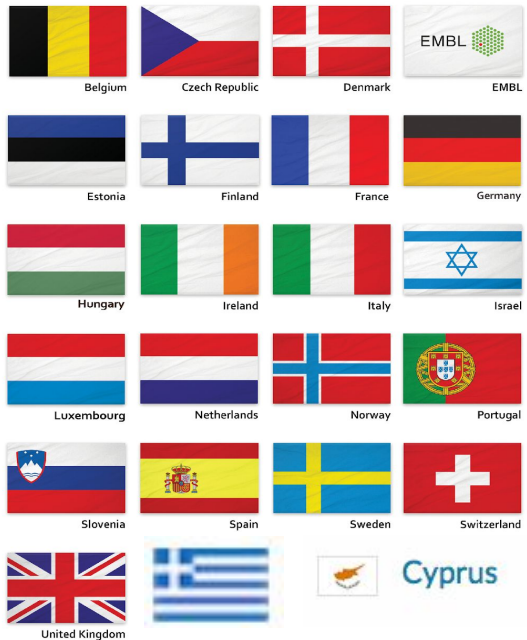 Belgium
Czech Republic
Denmark
EMBL
EMBL
Estonia
Finland
France
Germany
Hungary
Ireland
Italy
Israel
Luxembourg
Netherlands
Norway
Portugal
Slovenia
Spain
Sweden
Switzerland
United Kingdom
Cyprus